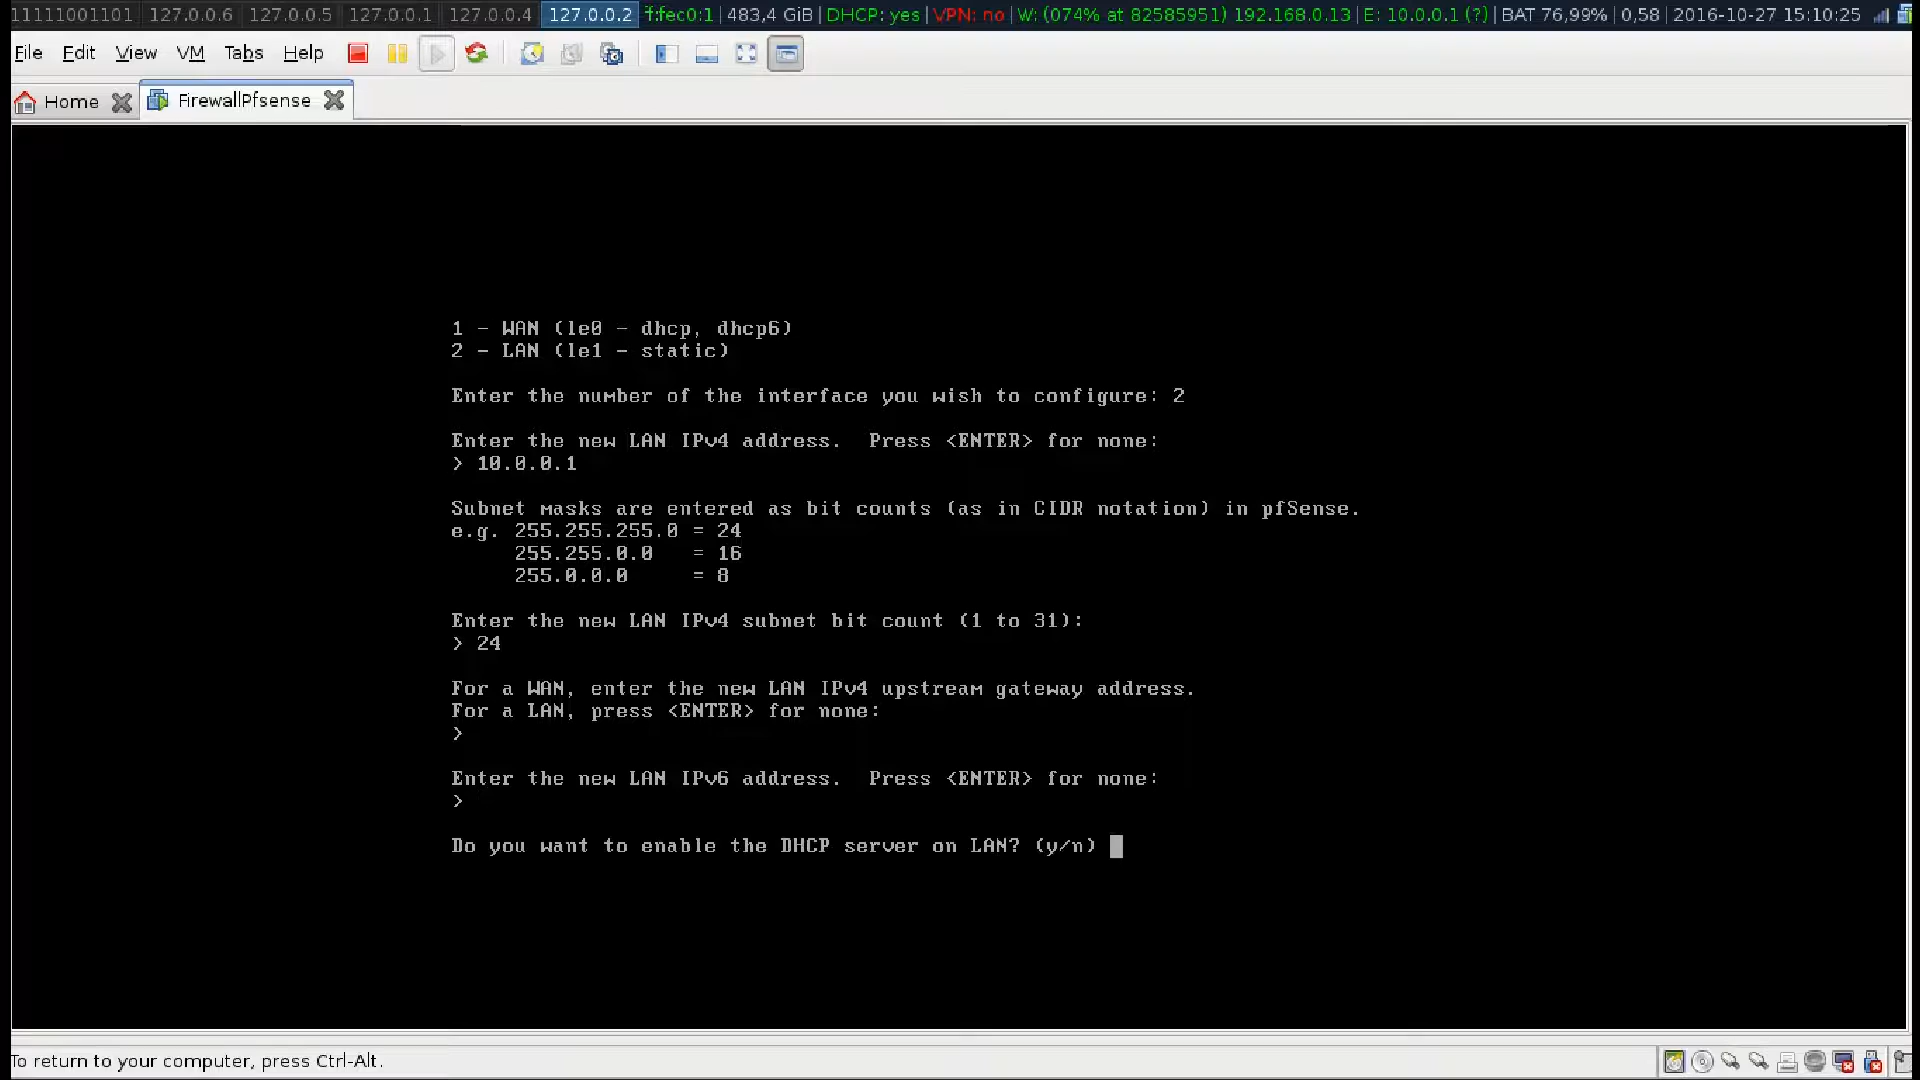 11111001101 127.0.0.6 127.0.0.5 127.0.0.1 127.0.0.4 127.0.0.2 f:fec0:1 | 483,4 GiB | DHCP: yes | VPN: no | W: (074% at 82585951) 192.168.0.13 | E: 10.0.0.1 (?) | BAT 76,99% | 0,58 | 2016-10-27 15:10:25
File Edit View VM Tabs Help
Home FirewallPfsense
1 - WAN (le0 - dhcp, dhcp6)
2 - LAN (le1 - static)
Enter the number of the interface you wish to configure: 2
Enter the new LAN IPv4 address.  Press <ENTER> for none:
> 10.0.0.1
Subnet masks are entered as bit counts (as in CIDR notation) in pfSense.
e.g. 255.255.255.0 = 24
255.255.0.0   = 16
255.0.0.0     = 8
Enter the new LAN IPv4 subnet bit count (1 to 31):
> 24
For a WAN, enter the new LAN IPv4 upstream gateway address.
For a LAN, press <ENTER> for none:
>
Enter the new LAN IPv6 address.  Press <ENTER> for none:
>
Do you want to enable the DHCP server on LAN? (y/n)
To return to your computer, press Ctrl-Alt.